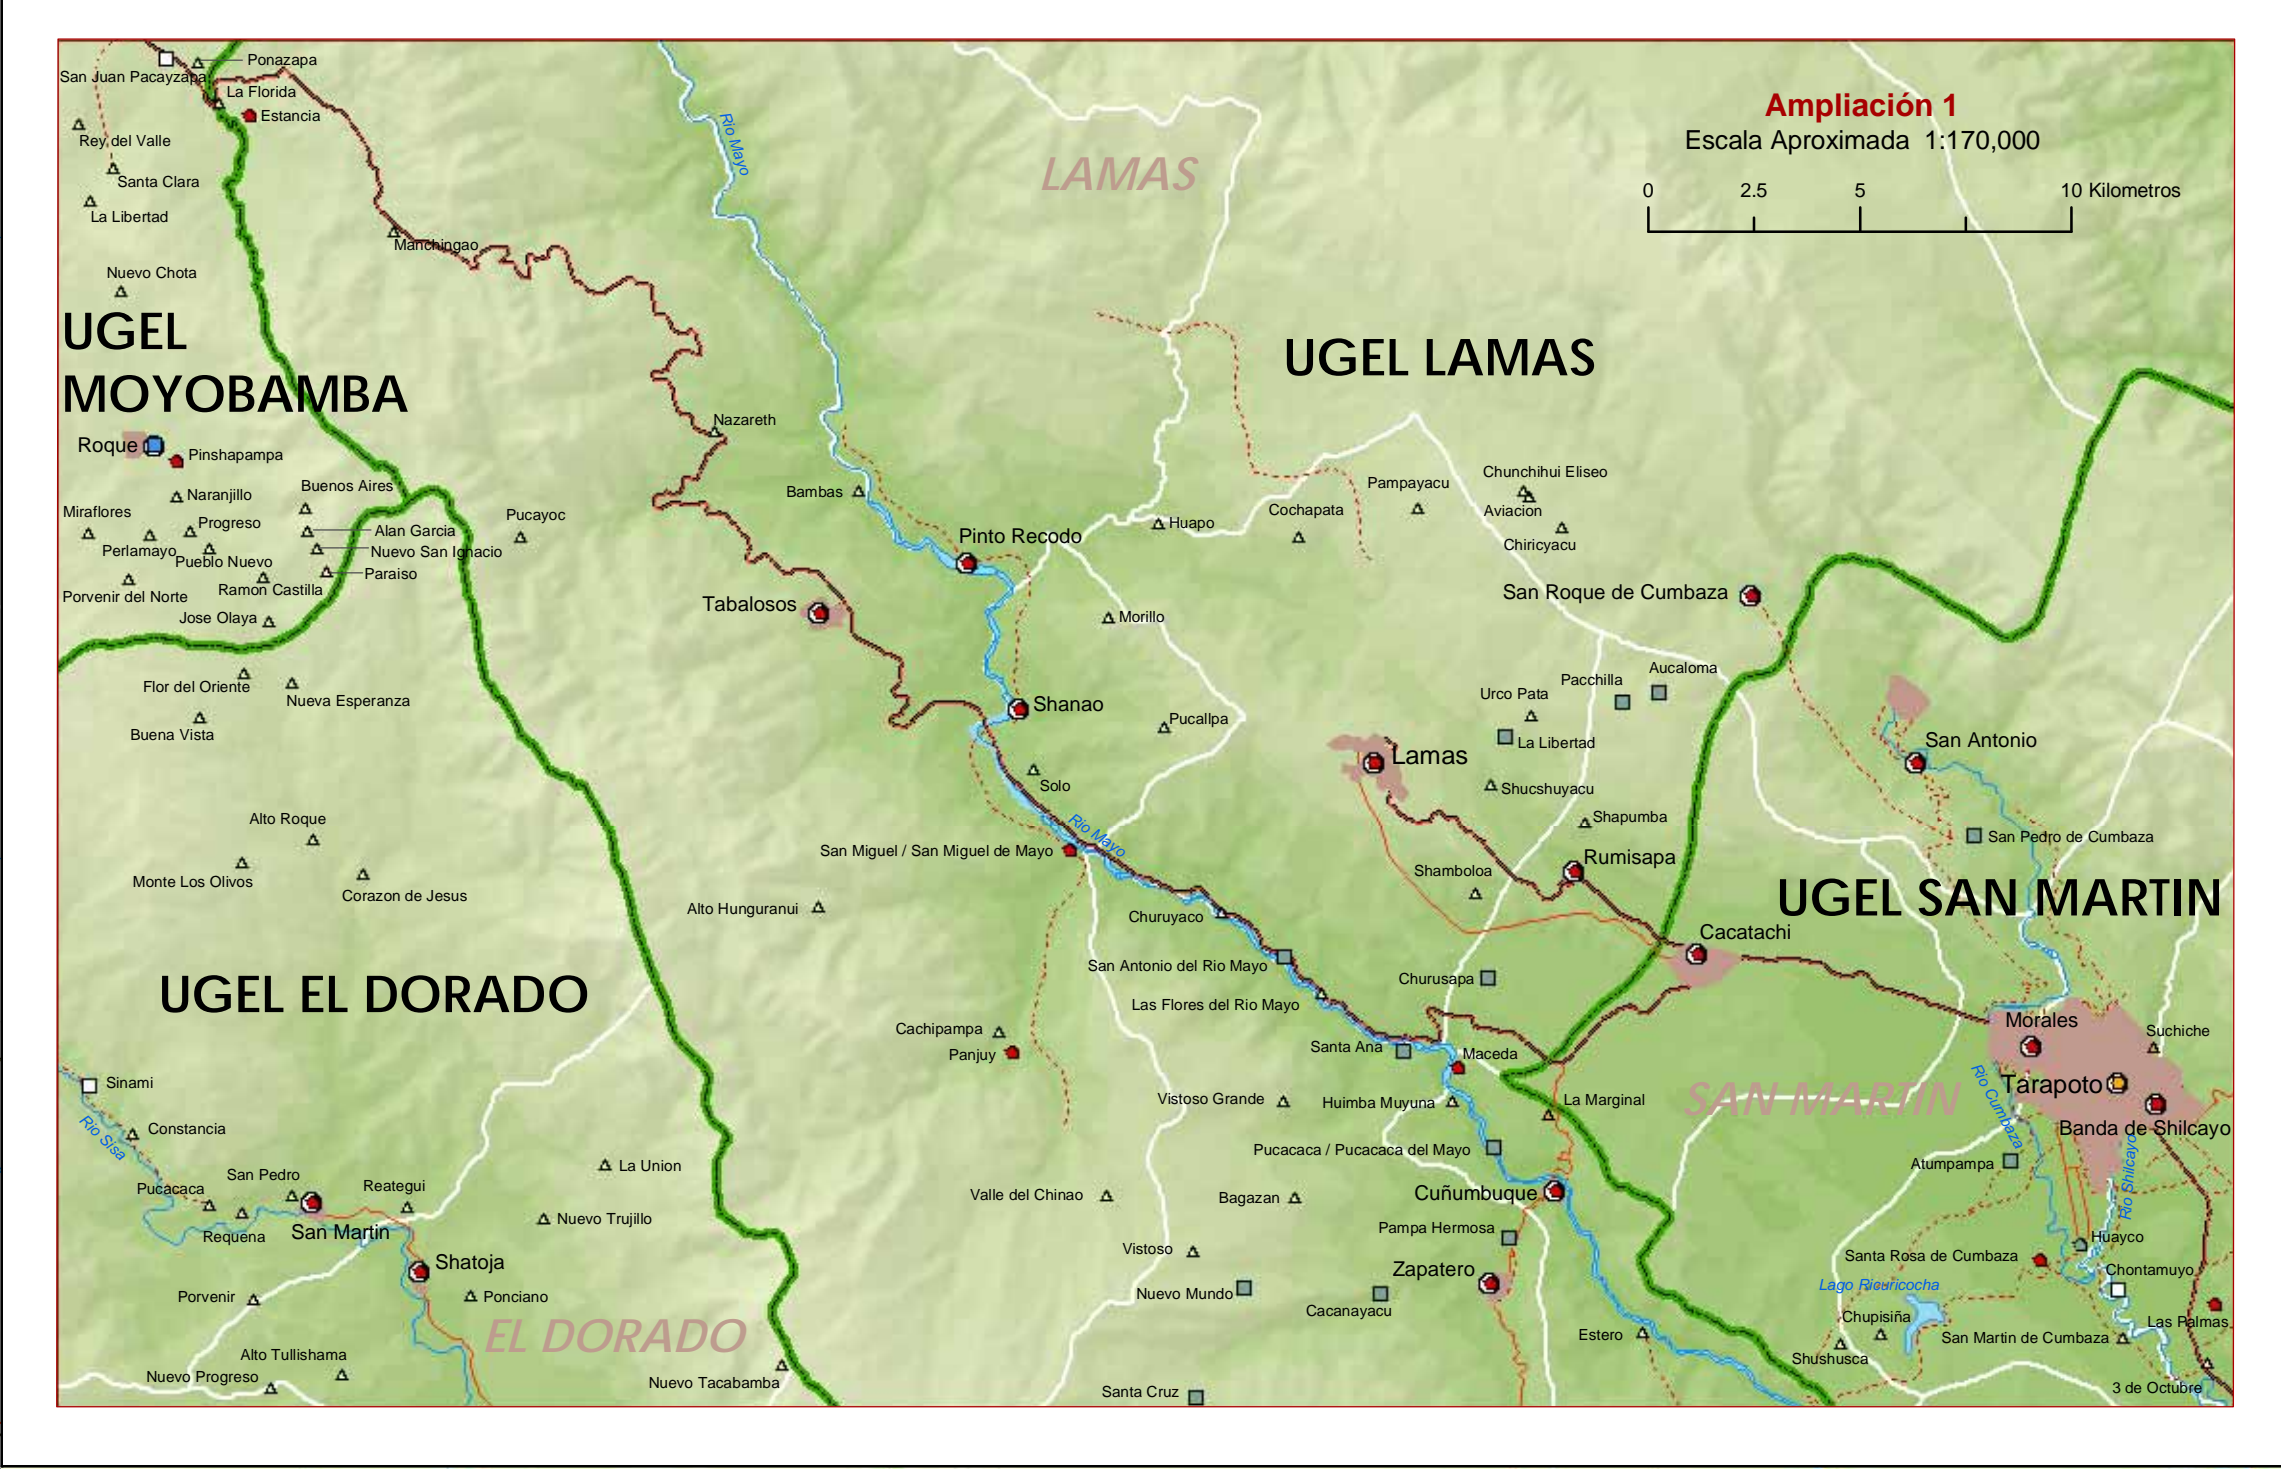 Ponazapa
San Juan Pacayzapa
La Florida
Estancia
Rey del Valle
Santa Clara
La Libertad
Manchingao
Nuevo Chota
Rio Mayo
LAMAS
Ampliación 1
Escala Aproximada 1:170,000
0 2.5 5 10 Kilometros
UGEL
MOYOBAMBA
UGEL LAMAS
Roque
Pinshapampa
Naranjillo
Buenos Aires
Miraflores
Progreso
Alan Garcia
Pucayoc
Perlamayo
Nuevo San Ignacio
Pueblo Nuevo
Paraiso
Porvenir del Norte
Ramon Castilla
Jose Olaya
Nazareth
Bambas
Pinto Recodo
Huapo
Cochapata
Pampayacu
Chunchihui Eliseo
Aviacion
Chiricyacu
San Roque de Cumbaza
Tabalosos
Morillo
Flor del Oriente
Nueva Esperanza
Buena Vista
Shanao
Pucallpa
Solo
Aucaloma
Pacchilla
Urco Pata
La Libertad
Lamas
Shucshuyacu
Shapumba
San Antonio
San Pedro de Cumbaza
Alto Roque
Monte Los Olivos
Corazon de Jesus
Rio Mayo
San Miguel / San Miguel de Mayo
Rumisapa
Shamboloa
UGEL SAN MARTIN
Alto Hunguranui
Churuyaco
Cacatachi
San Antonio del Rio Mayo
Churusapa
Las Flores del Rio Mayo
UGEL EL DORADO
Cachipampa
Panjuy
Santa Ana
Maceda
Morales
Suchiche
Tarapoto
Banda de Shilcayo
Rio Cumbaza
Rio Shilcayo
SAN MARTIN
Sinami
Rio Sisa
Constancia
Vistoso Grande
Huimba Muyuna
La Marginal
Pucacaca / Pucacaca del Mayo
Atumpampa
San Pedro
Pucacaca
Reategui
La Union
Requena
San Martin
Nuevo Trujillo
Valle del Chinao
Bagazan
Cuñumbuque
Pampa Hermosa
Vistoso
Shatoja
Porvenir
Ponciano
Zapatero
Nuevo Mundo
Cacanayacu
Huayco
Santa Rosa de Cumbaza
Chontamuyo
Lago Ricuricocha
Chupisiña
Las Palmas
San Martin de Cumbaza
Estero
Shushusca
EL DORADO
Alto Tullishama
Nuevo Progreso
Nuevo Tacabamba
Santa Cruz
3 de Octubre